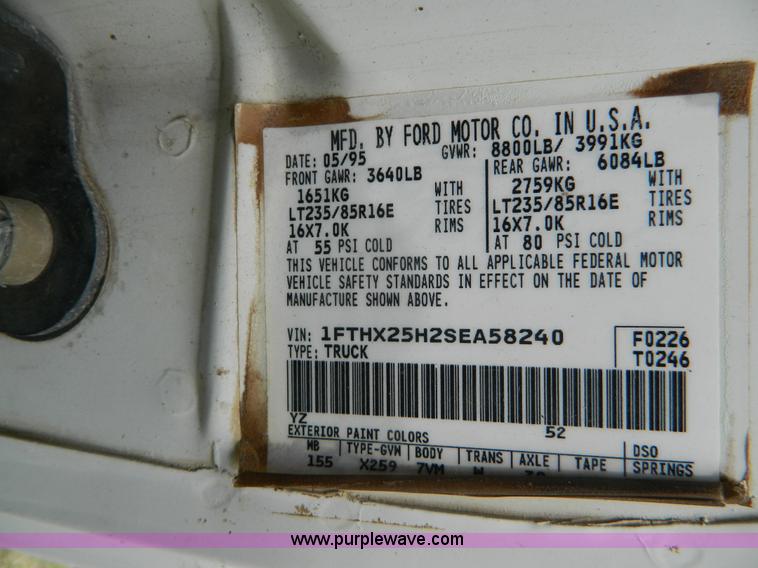 MFD. BY FORD MOTOR CO. IN U.S.A.
DATE: 05/95 GVWR: 8800LB/ 3991KG
FRONT GAWR: 3640LB REAR GAWR: 6084LB
1651KG WITH 2759KG WITH
LT235/85R16E TIRES LT235/85R16E TIRES
16X7.0K RIMS 16X7.0K RIMS
AT 55 PSI COLD AT 80 PSI COLD
THIS VEHICLE CONFORMS TO ALL APPLICABLE FEDERAL MOTOR
VEHICLE SAFETY STANDARDS IN EFFECT ON THE DATE OF
MANUFACTURE SHOWN ABOVE.
VIN: 1FTHX25H2SEA58240 F0226
TYPE: TRUCK T0246
YZ 52
EXTERIOR PAINT COLORS DSO
MB TYPE-GVW BODY TRANS AXLE TAPE SPRINGS
155 X259 7VM
www.purplewave.com